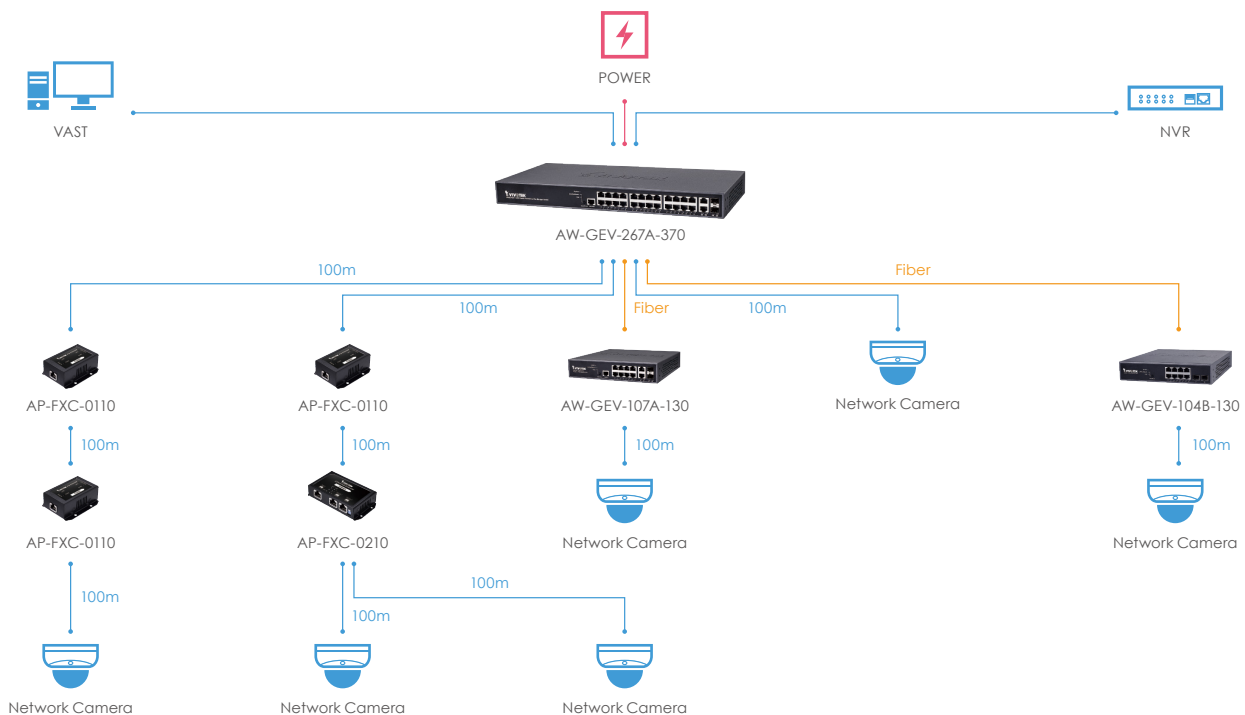 POWER
VAST
NVR
VIVOTEK
AW-GEV-267A-370
100m
Fiber
100m
Fiber
100m
AP-FXC-0110
AP-FXC-0110
AW-GEV-107A-130
Network Camera
AW-GEV-104B-130
100m
100m
100m
100m
AP-FXC-0110
AP-FXC-0210
Network Camera
Network Camera
100m
100m
100m
Network Camera
Network Camera
Network Camera